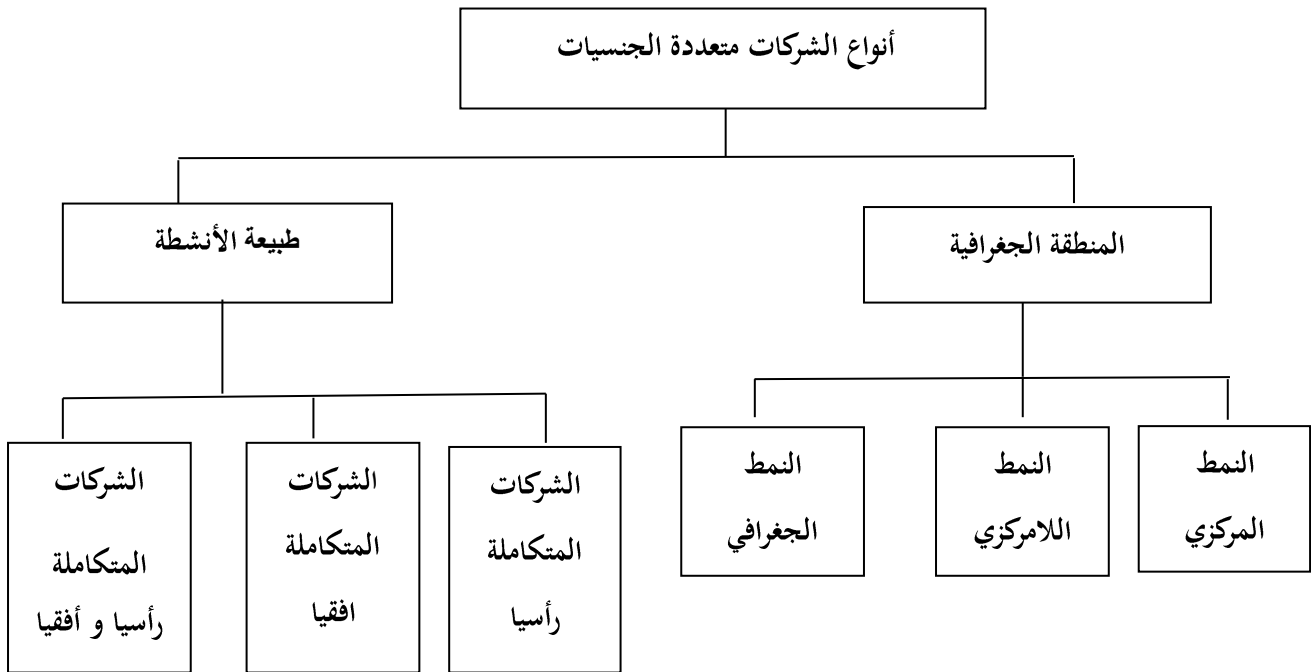 أنواع الشركات متعددة الجنسيات
المنطقة الجغرافية
طبيعة الأنشطة
النمط
المركزي
النمط
اللامركزي
النمط
الجغرافي
الشركات
المتكاملة
رأسيا
الشركات
المتكاملة
افقيا
الشركات
المتكاملة
رأسيا و أفقيا